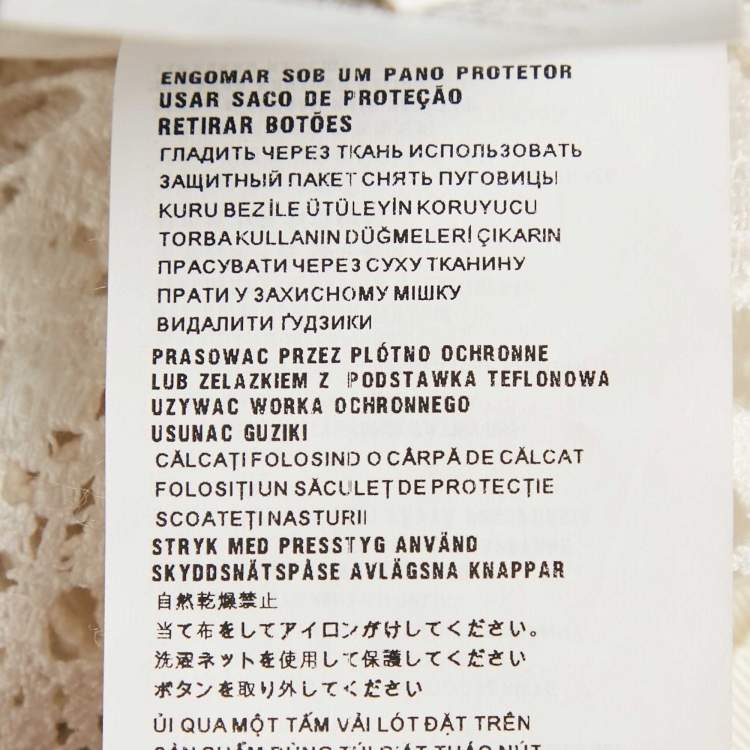 ENGOMAR SOB UM PANO PROTETOR
USAR SACO DE PROTEÇÃO
RETIRAR BOTÕES
ГЛАДИТЬ ЧЕРЕЗ ТКАНЬ ИСПОЛЬЗОВАТЬ
ЗАЩИТНЫЙ ПАКЕТ СНЯТЬ ПУГОВИЦЫ
KURU BEZ İLE ÜTÜLEYİN KORUYUCU
TORBA KULLANIN DÜĞMELERİ ÇIKARIN
ПРАСУВАТИ ЧЕРЕЗ СУХУ ТКАНИНУ
ПРАТИ У ЗАХИСНОМУ МІШКУ
ВИДАЛИТИ ҐУДЗИКИ
PRASOWAC PRZEZ PLÓTNO OCHRONNE
LUB ZELAZKIEM Z PODSTAWKA TEFLONOWA
UZYWAC WORKA OCHRONNEGO
USUNAC GUZIKI
CĂLCAȚI FOLOSIND O CÂRPĂ DE CĂLCAT
FOLOSIȚI UN SĂCULEȚ DE PROTECȚIE
SCOATEȚI NASTURII
STRYK MED PRESSTYG ANVÄND
SKYDDSNÄTSPÅSE AVLÄGSNA KNAPPAR
自然乾燥禁止
当て布をしてアイロンがけしてください。
洗濯ネットを使用して保護してください
ボタンを取り外してください
ỦI QUA MỘT TẤM VẢI LÓT ĐẶT TRÊN